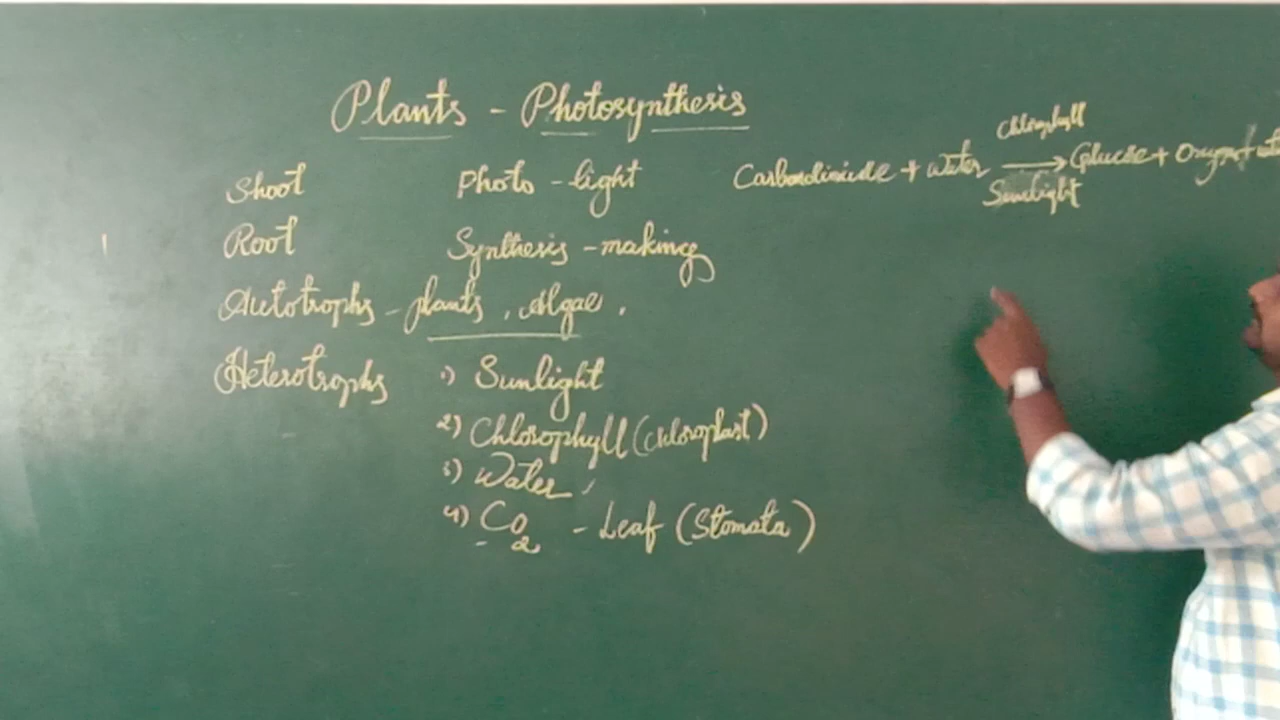 Plants - Photosynthesis
Shoot
Root
Autotrophs - plants, Algae,
Heterotrophs
Photo - light
Synthesis - making
1) Sunlight
2) Chlorophyll (chloroplast)
3) Water,
4) CO2 - Leaf (Stomata)
Chlorophyll
Carbondioxide + water → Glucose + Oxygen +
Sunlight